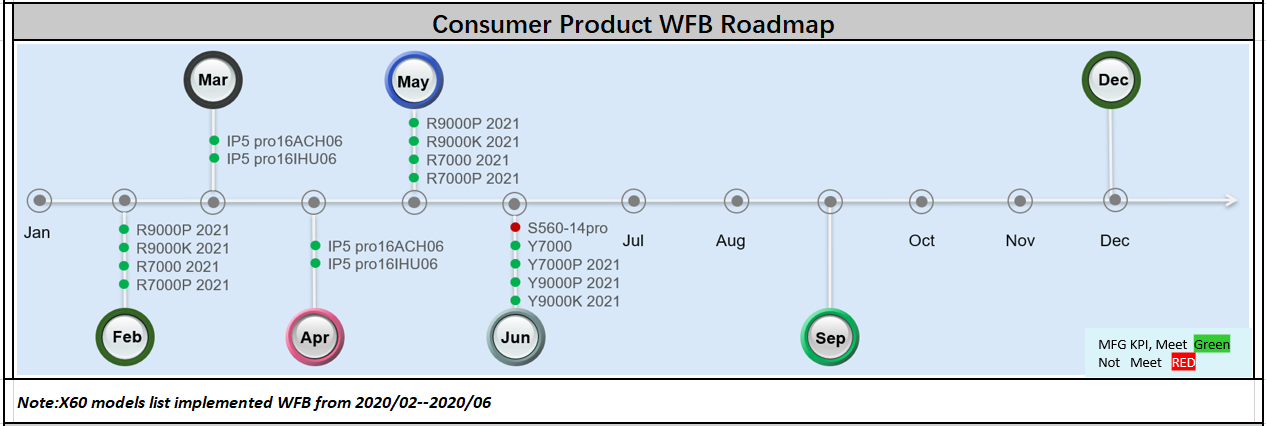 Consumer Product WFB Roadmap
Mar
May
Dec
IP5 pro16ACH06
IP5 pro16IHU06
R9000P 2021
R9000K 2021
R7000 2021
R7000P 2021
Jan
R9000P 2021
R9000K 2021
R7000 2021
R7000P 2021
IP5 pro16ACH06
IP5 pro16IHU06
S560-14pro
Y7000
Y7000P 2021
Y9000P 2021
Y9000K 2021
Jul
Aug
Oct
Nov
Dec
Feb
Apr
Jun
Sep
MFG KPI, Meet Green
Not Meet RED
Note:X60 models list implemented WFB from 2020/02--2020/06